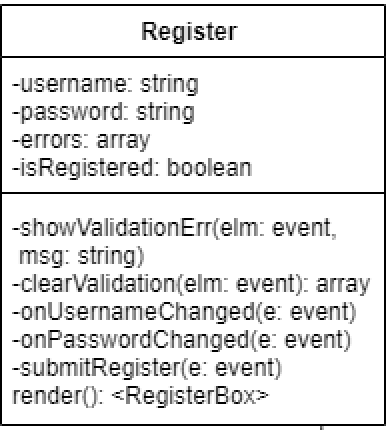 Register
-username: string
-password: string
-errors: array
-isRegistered: boolean
-showValidationErr(elm: event,
msg: string)
-clearValidation(elm: event): array
-onUsernameChanged(e: event)
-onPasswordChanged(e: event)
-submitRegister(e: event)
render(): <RegisterBox>